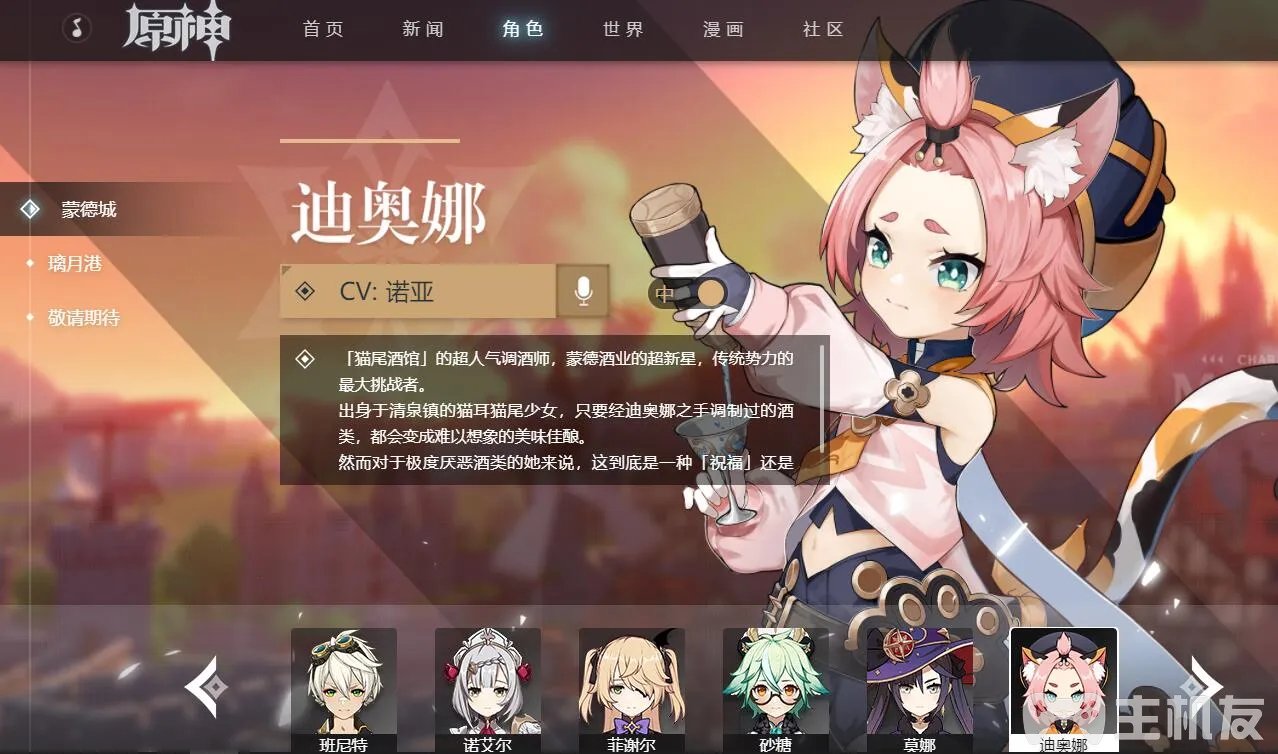 原神
首页
新闻
角色
世界
漫画
社区
蒙德城
璃月港
敬请期待
迪奥娜
CV: 诺亚
中
「猫尾酒馆」的超人气调酒师，蒙德酒业的超新星，传统势力的
最大挑战者。
出身于清泉镇的猫耳猫尾少女，只要经迪奥娜之手调制过的酒
类，都会变成难以想象的美味佳酿。
然而对于极度厌恶酒类的她来说，这到底是一种「祝福」还是
班尼特
诺艾尔
菲谢尔
砂糖
莫娜
迪奥娜
主机友